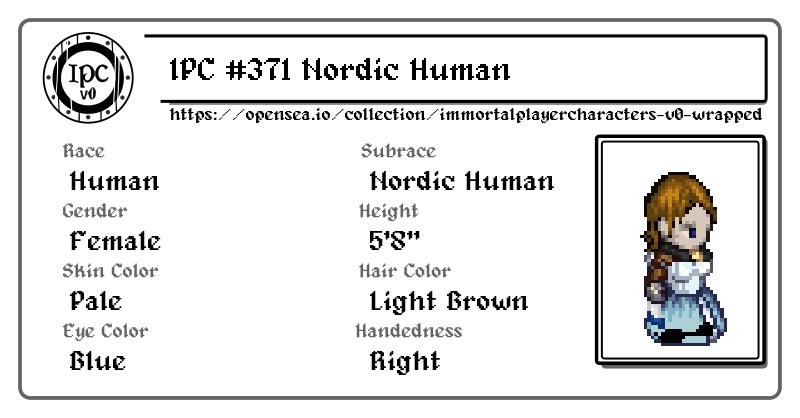 IPC v0
IPC #371 Nordic Human
https://opensea.io/collection/immortalplayercharacters-v0-wrapped
Race
Subrace
Human
Nordic Human
Gender
Height
Female
5'8"
Skin Color
Hair Color
Pale
Light Brown
Eye Color
Handedness
Blue
Right